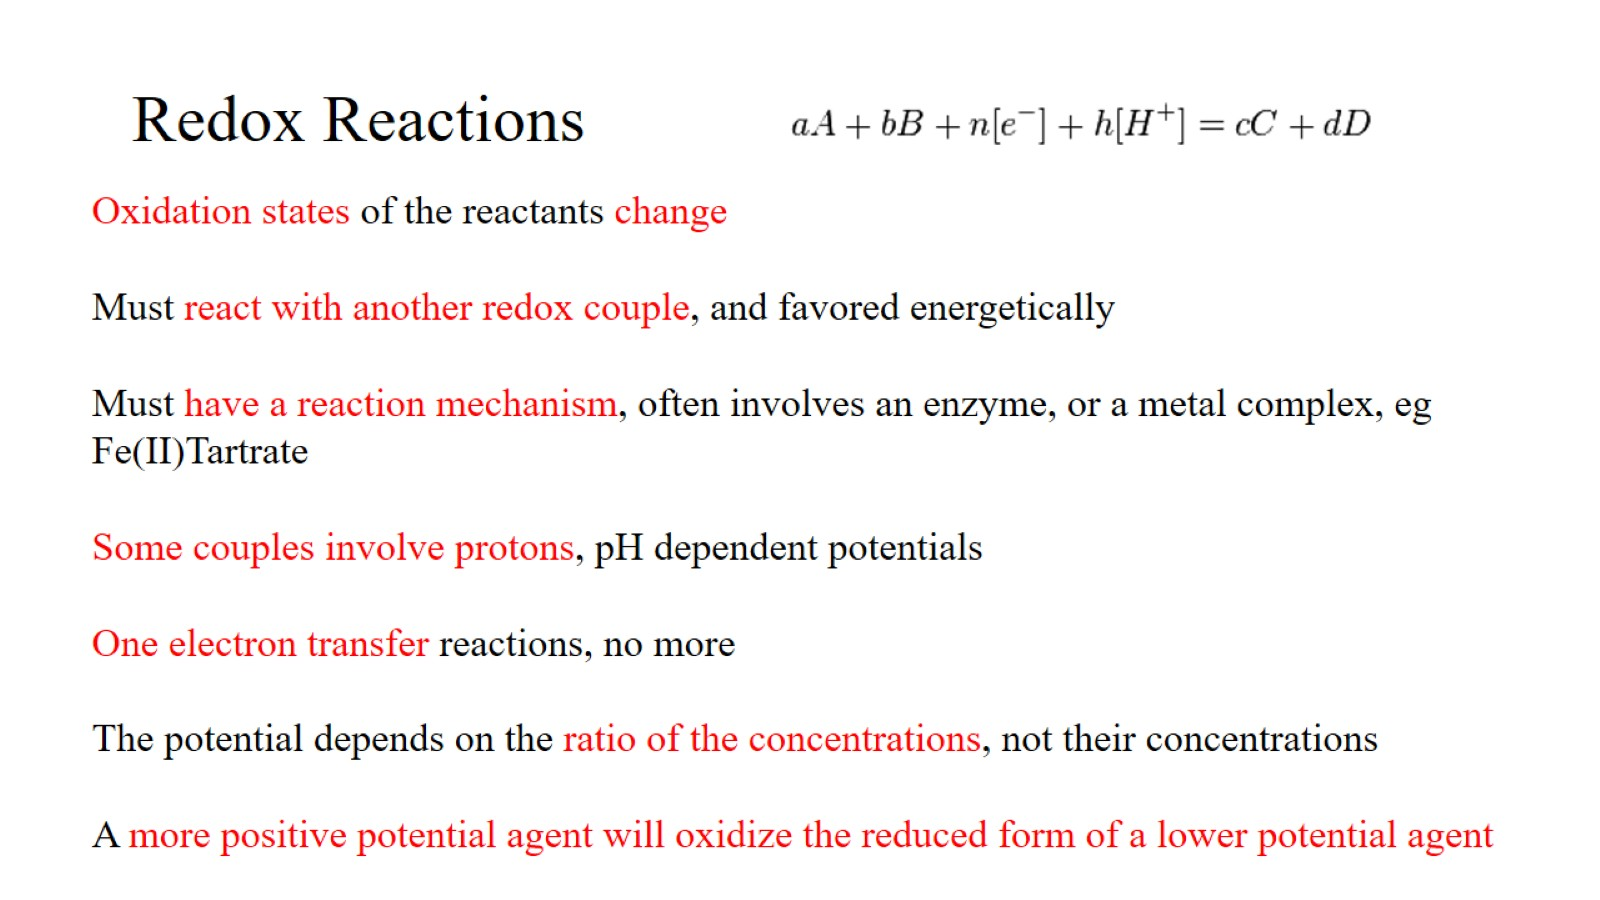 Redox Reactions
aA + bB + n[e⁻] + h[H⁺] = cC + dD
Oxidation states of the reactants change
Must react with another redox couple, and favored energetically
Must have a reaction mechanism, often involves an enzyme, or a metal complex, eg
Fe(II)Tartrate
Some couples involve protons, pH dependent potentials
One electron transfer reactions, no more
The potential depends on the ratio of the concentrations, not their concentrations
A more positive potential agent will oxidize the reduced form of a lower potential agent